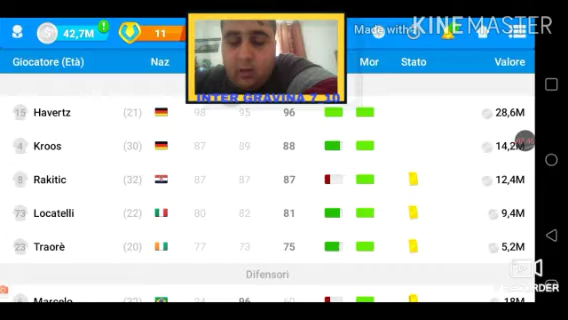 Made with
KINEMASTER
S 42,7M
11
Giocatore (Età) Naz Mor Stato Valore
INTER GRAVINA 7 10
15 Havertz (21) 98 95 96 28,6M
4 Kroos (30) 87 89 88 14,2M
8 Rakitic (32) 87 87 87 12,4M
73 Locatelli (22) 80 82 81 9,4M
23 Traorè (20) 77 73 75 5,2M
Difensori
Marcelo 96 18M
RECORDER